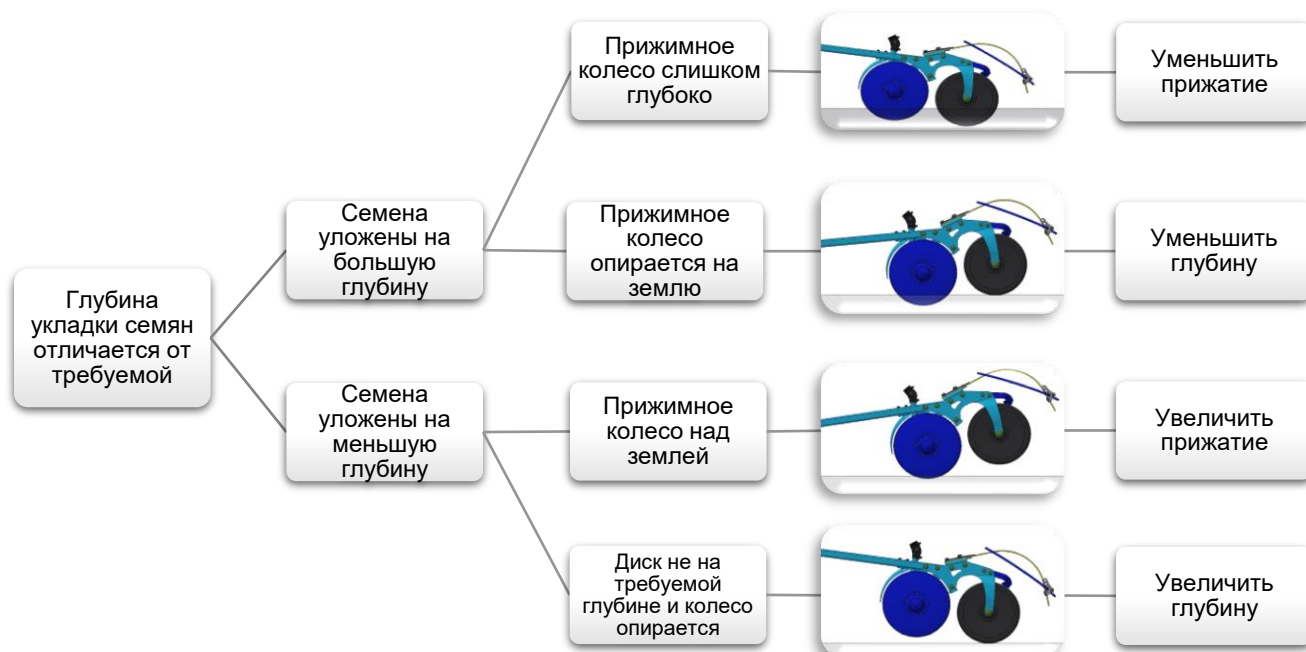 Глубина
укладки семян
отличается от
требуемой
Семена
уложены на
большую
глубину
Прижимное
колесо слишком
глубоко
Уменьшить
прижатие
Прижимное
колесо
опирается на
землю
Уменьшить
глубину
Семена
уложены на
меньшую
глубину
Прижимное
колесо над
землей
Увеличить
прижатие
Диск не на
требуемой
глубине и колесо
опирается
Увеличить
глубину